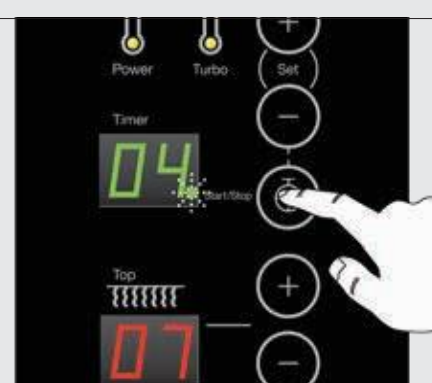 +
Power Turbo (Set)
Timer
−
04 Start/Stop
Top
+
07
−